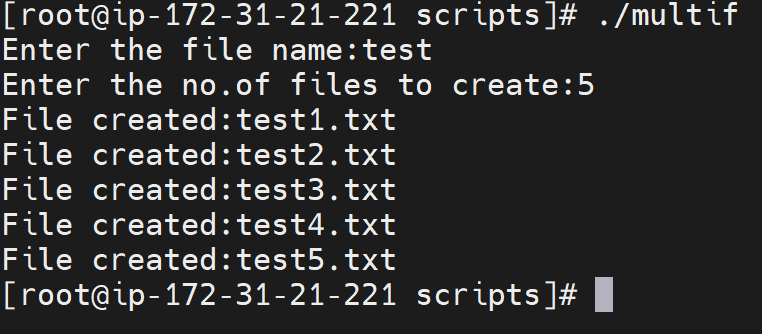 [root@ip-172-31-21-221 scripts]# ./multif
Enter the file name:test
Enter the no.of files to create:5
File created:test1.txt
File created:test2.txt
File created:test3.txt
File created:test4.txt
File created:test5.txt
[root@ip-172-31-21-221 scripts]#